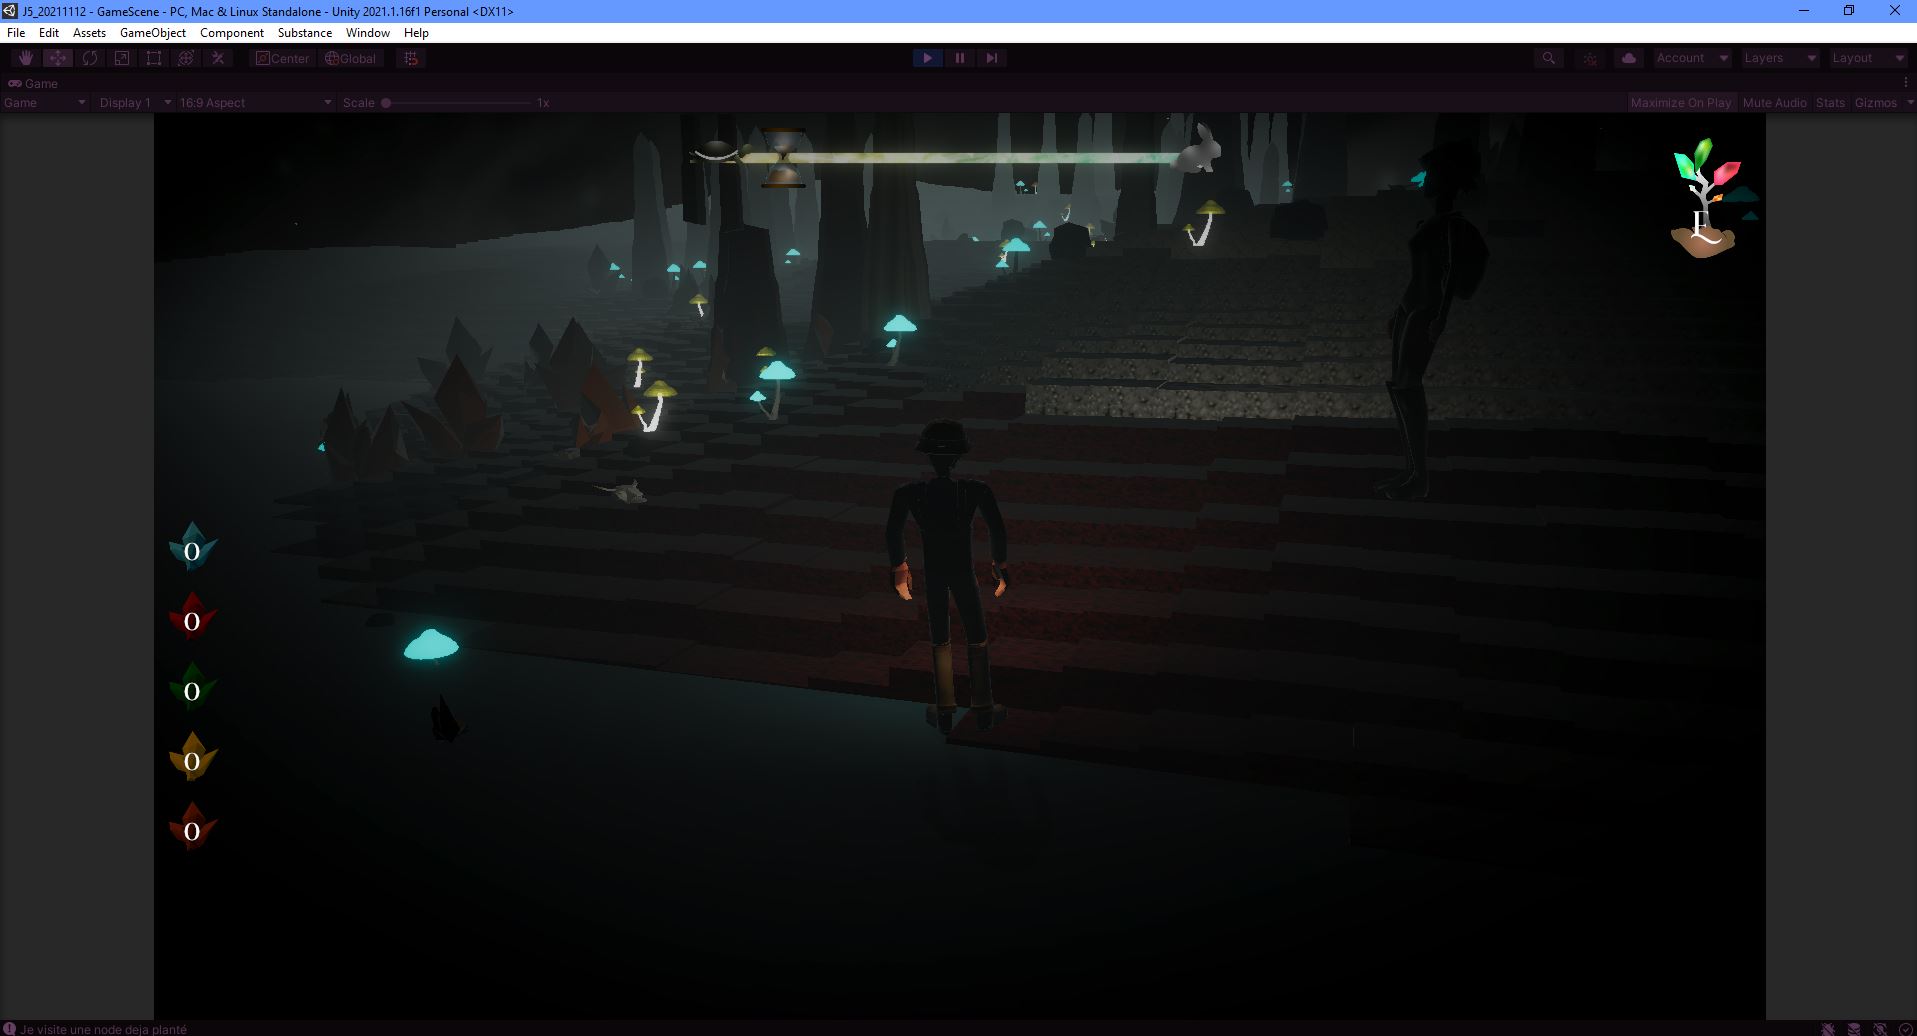 J5_20211112 - GameScene - PC, Mac & Linux Standalone - Unity 2021.1.16f1 Personal <DX11>
File Edit Assets GameObject Component Substance Window Help
Center Global Account Layers Layout
Game
Game Display 1 16:9 Aspect Scale 1x Maximize On Play Mute Audio Stats Gizmos
E
0
0
0
0
0
Je visite une node deja planté